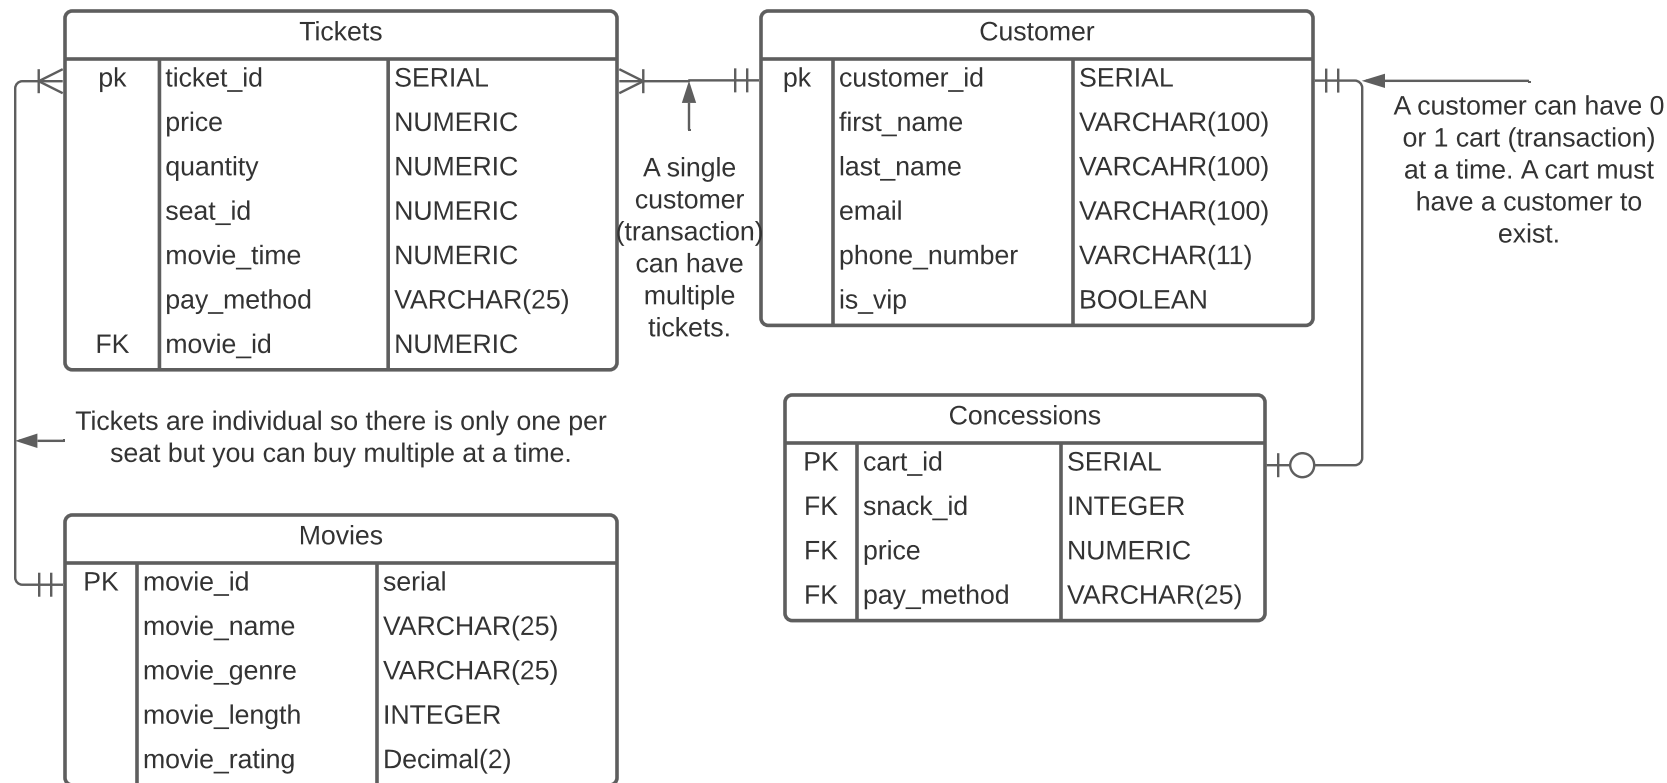 Tickets
pk ticket_id SERIAL
price NUMERIC
quantity NUMERIC
seat_id NUMERIC
movie_time NUMERIC
pay_method VARCHAR(25)
FK movie_id NUMERIC
A single
customer
(transaction)
can have
multiple
tickets.
Customer
pk customer_id SERIAL
first_name VARCHAR(100)
last_name VARCAHR(100)
email VARCHAR(100)
phone_number VARCHAR(11)
is_vip BOOLEAN
A customer can have 0
or 1 cart (transaction)
at a time. A cart must
have a customer to
exist.
Tickets are individual so there is only one per
seat but you can buy multiple at a time.
Concessions
PK cart_id SERIAL
FK snack_id INTEGER
FK price NUMERIC
FK pay_method VARCHAR(25)
Movies
PK movie_id serial
movie_name VARCHAR(25)
movie_genre VARCHAR(25)
movie_length INTEGER
movie_rating Decimal(2)